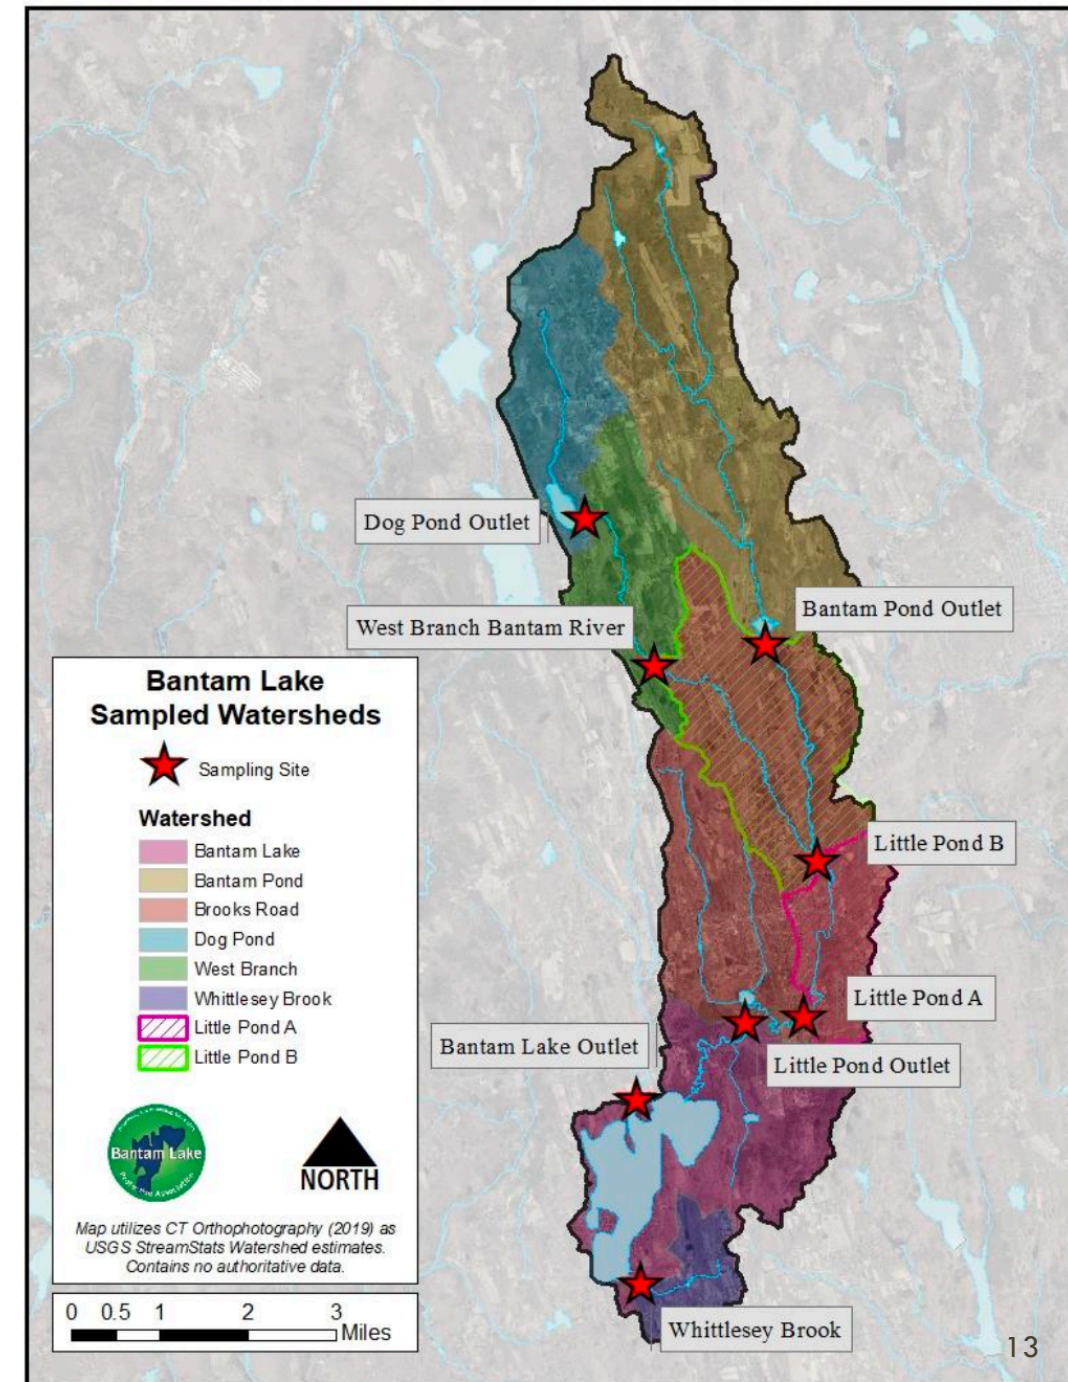 Dog Pond Outlet
Bantam Pond Outlet
West Branch Bantam River
Little Pond B
Little Pond A
Bantam Lake Outlet
Little Pond Outlet
Whittlesey Brook
Bantam Lake
Sampled Watersheds
Sampling Site
Watershed
Bantam Lake
Bantam Pond
Brooks Road
Dog Pond
West Branch
Whittlesey Brook
Little Pond A
Little Pond B
Bantam Lake
NORTH
Map utilizes CT Orthophotography (2019) as
USGS StreamStats Watershed estimates.
Contains no authoritative data.
0 0.5 1 2 3
Miles
13